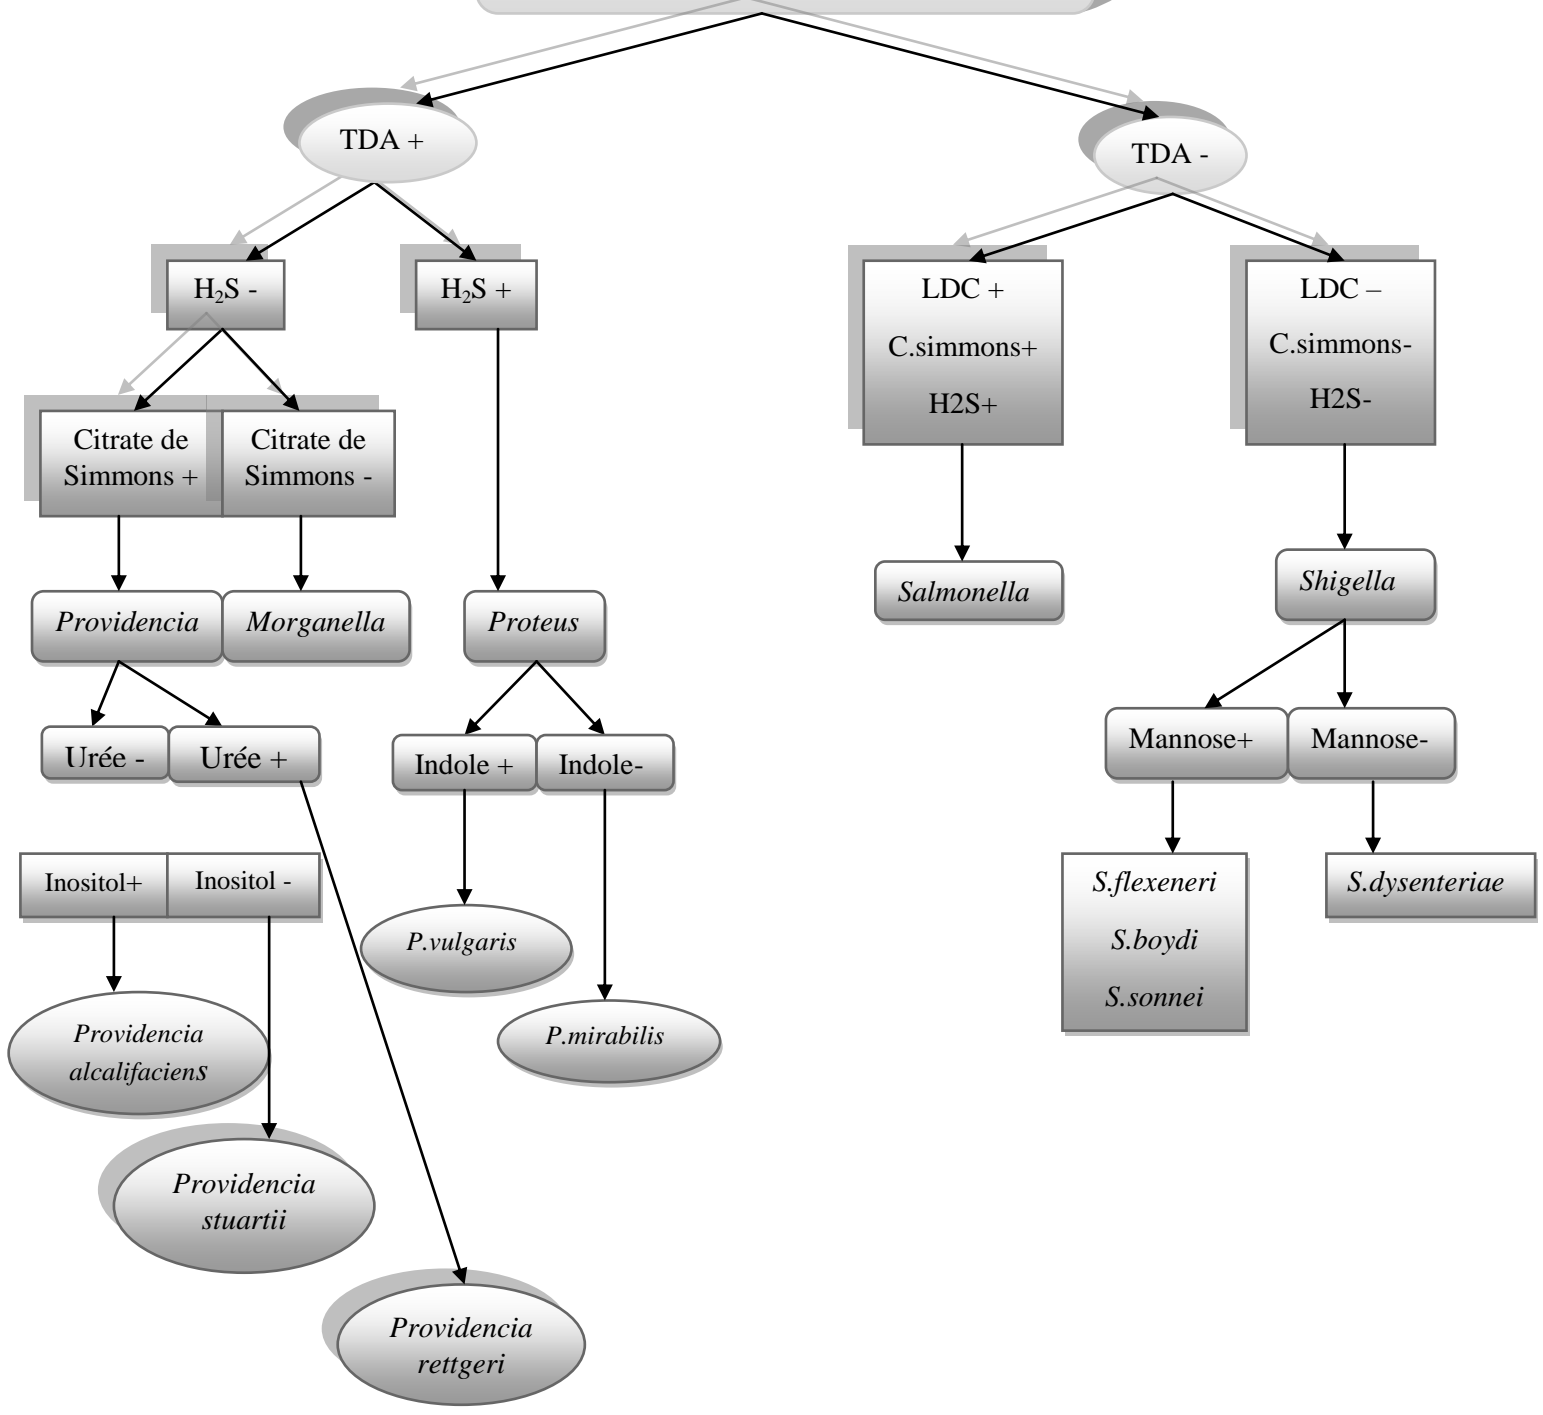 TDA +
TDA -
H₂S -
H₂S +
LDC +
C.simmons+
H2S+
LDC –
C.simmons-
H2S-
Citrate de
Simmons +
Citrate de
Simmons -
Providencia
Morganella
Proteus
Salmonella
Shigella
Urée -
Urée +
Indole +
Indole-
Mannose+
Mannose-
Inositol+
Inositol -
P.vulgaris
P.mirabilis
S.flexeneri
S.boydi
S.sonnei
S.dysenteriae
Providencia
alcalifaciens
Providencia
stuartii
Providencia
rettgeri